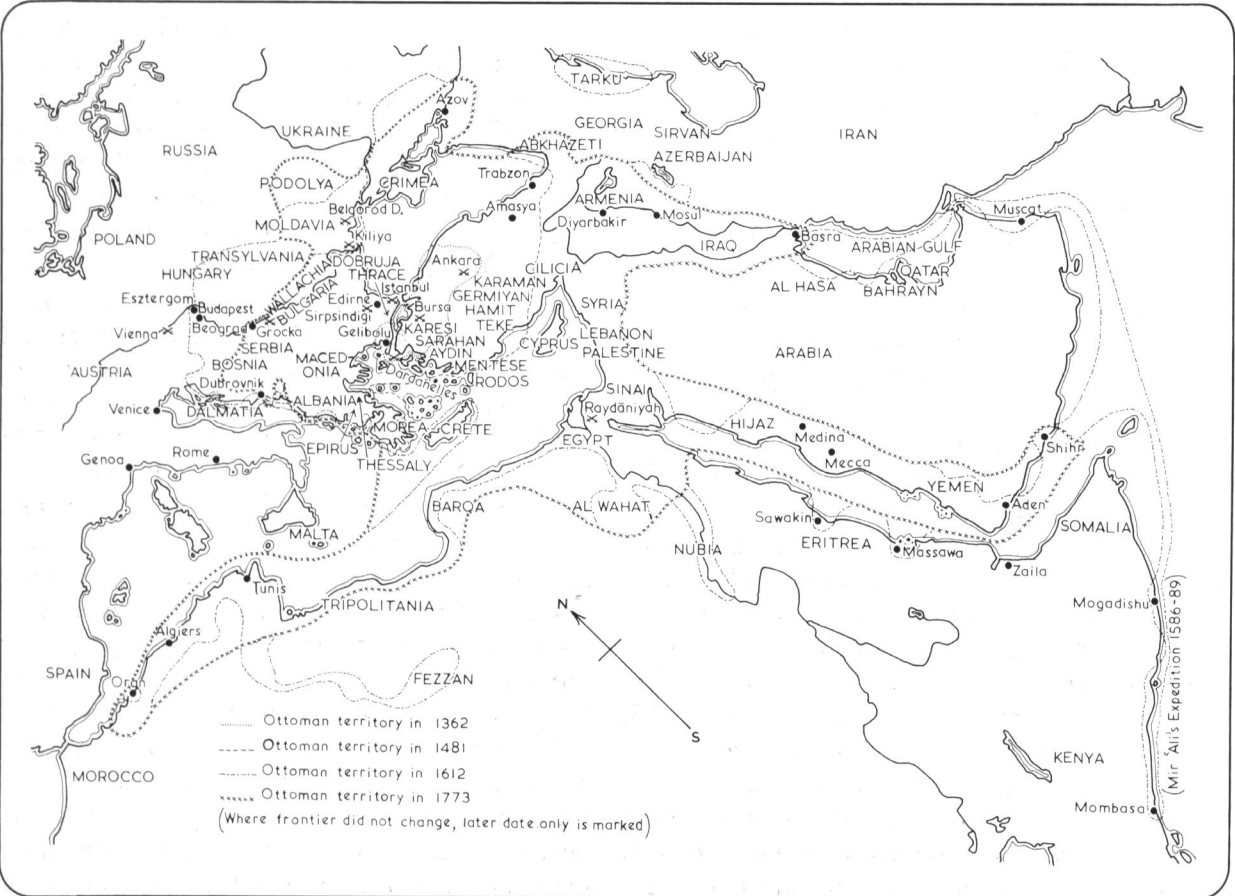 TARKU
Azov
GEORGIA
UKRAINE
SIRVAN
IRAN
RUSSIA
ABKHAZETI
AZERBAIJAN
Trabzon
PODOLYA
CRIMEA
ARMENIA
Belgorod D.
Amasya
Diyarbakir
Mosul
Muscat
MOLDAVIA
POLAND
Kiliya
Basra
IRAQ
ARABIAN GULF
TRANSYLVANIA
DOBRUJA
Ankara
CILICIA
HUNGARY
WALLACHIA
THRACE
QATAR
KARAMAN
AL HASA
BAHRAYN
Esztergom
BULGARIA
Istanbul
GERMIYAN
SYRIA
Budapest
Edirne
Bursa
HAMIT
Sirpsindigi
Vienna
Beograd
Grocka
Gelibolu
KARESI
TEKE
LEBANON
SERBIA
SARAHAN
CYPRUS
PALESTINE
ARABIA
MACED-
ONIA
AYDIN
BOSNIA
MENTESE
AUSTRIA
Dardanelles
RODOS
Dubrovnik
SINAI
Venice
DALMATIA
ALBANIA
Raydāniyah
HIJAZ
MOREA
CRETE
Medina
EGYPT
EPIRUS
Shihr
Rome
Genoa
THESSALY
Mecca
YEMEN
BARQA
AL WAHAT
Aden
Sawakin
SOMALIA
MALTA
ERITREA
NUBIA
Massawa
Zaila
Tunis
TRIPOLITANIA
N
Mogadishu
Algiers
SPAIN
Oran
FEZZAN
S
Ottoman territory in 1362
Ottoman territory in 1481
Ottoman territory in 1612
Ottoman territory in 1773
(Where frontier did not change, later date only is marked)
MOROCCO
KENYA
Mombasa
(Mir ʿAli's Expedition 1586-89)